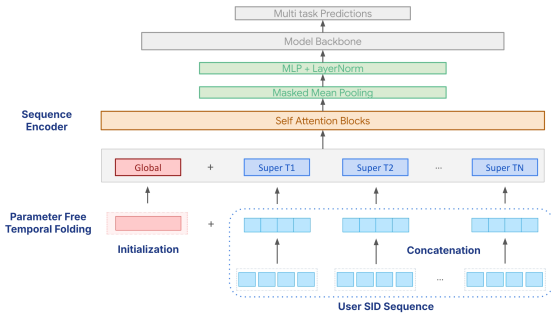 Multi task Predictions
Model Backbone
MLP + LayerNorm
Masked Mean Pooling
Sequence
Encoder
Self Attention Blocks
Global + Super T1 Super T2 ... Super TN
Parameter Free
Temporal Folding
+
Initialization
Concatenation
...
User SID Sequence